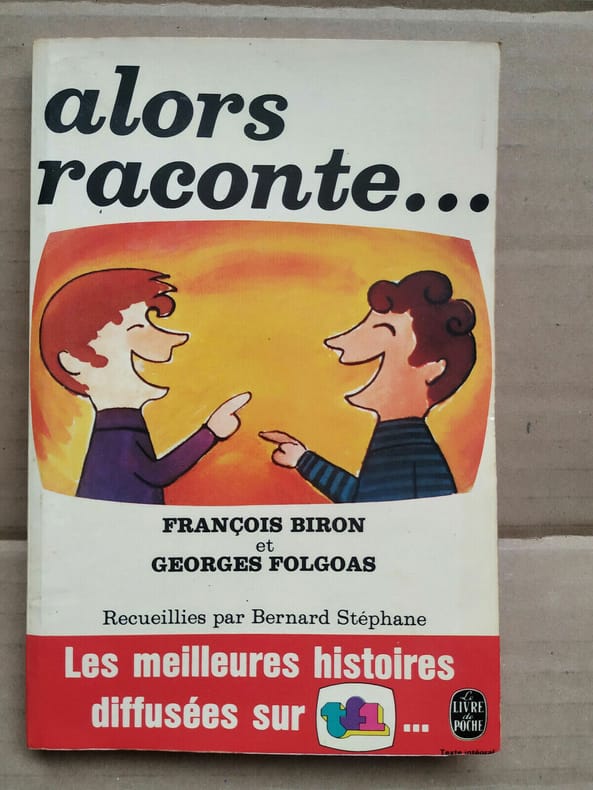 alors
raconte...
FRANÇOIS BIRON
et
GEORGES FOLGOAS
Recueillies par Bernard Stéphane
Les meilleures histoires
diffusées sur tf1 ...
Le
LIVRE
de
POCHE
Texte intégral